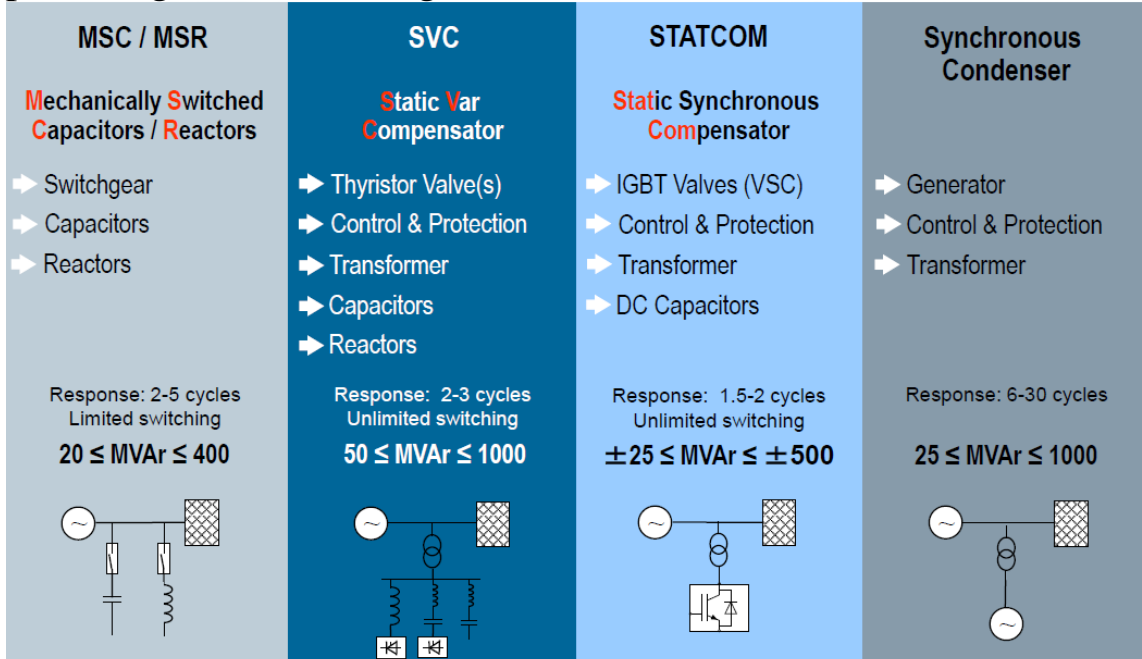 MSC / MSR
Mechanically Switched
Capacitors / Reactors
Switchgear
Capacitors
Reactors
Response: 2-5 cycles
Limited switching
20 ≤ MVAr ≤ 400
SVC
Static Var
Compensator
Thyristor Valve(s)
Control & Protection
Transformer
Capacitors
Reactors
Response: 2-3 cycles
Unlimited switching
50 ≤ MVAr ≤ 1000
STATCOM
Static Synchronous
Compensator
IGBT Valves (VSC)
Control & Protection
Transformer
DC Capacitors
Response: 1.5-2 cycles
Unlimited switching
±25 ≤ MVAr ≤ ±500
Synchronous
Condenser
Generator
Control & Protection
Transformer
Response: 6-30 cycles
25 ≤ MVAr ≤ 1000